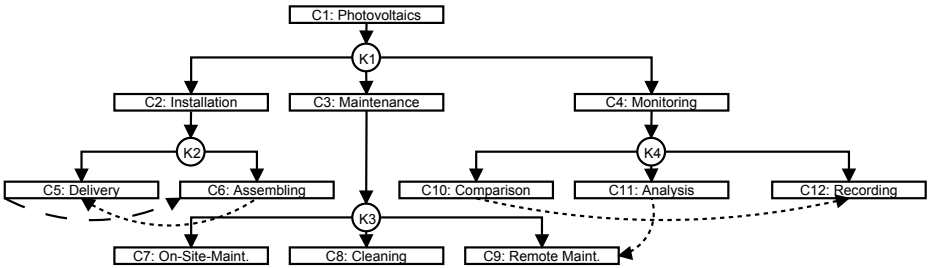 C1: Photovoltaics
K1
C2: Installation
C3: Maintenance
C4: Monitoring
K2
K4
C5: Delivery
C6: Assembling
C10: Comparison
C11: Analysis
C12: Recording
K3
C7: On-Site-Maint.
C8: Cleaning
C9: Remote Maint.